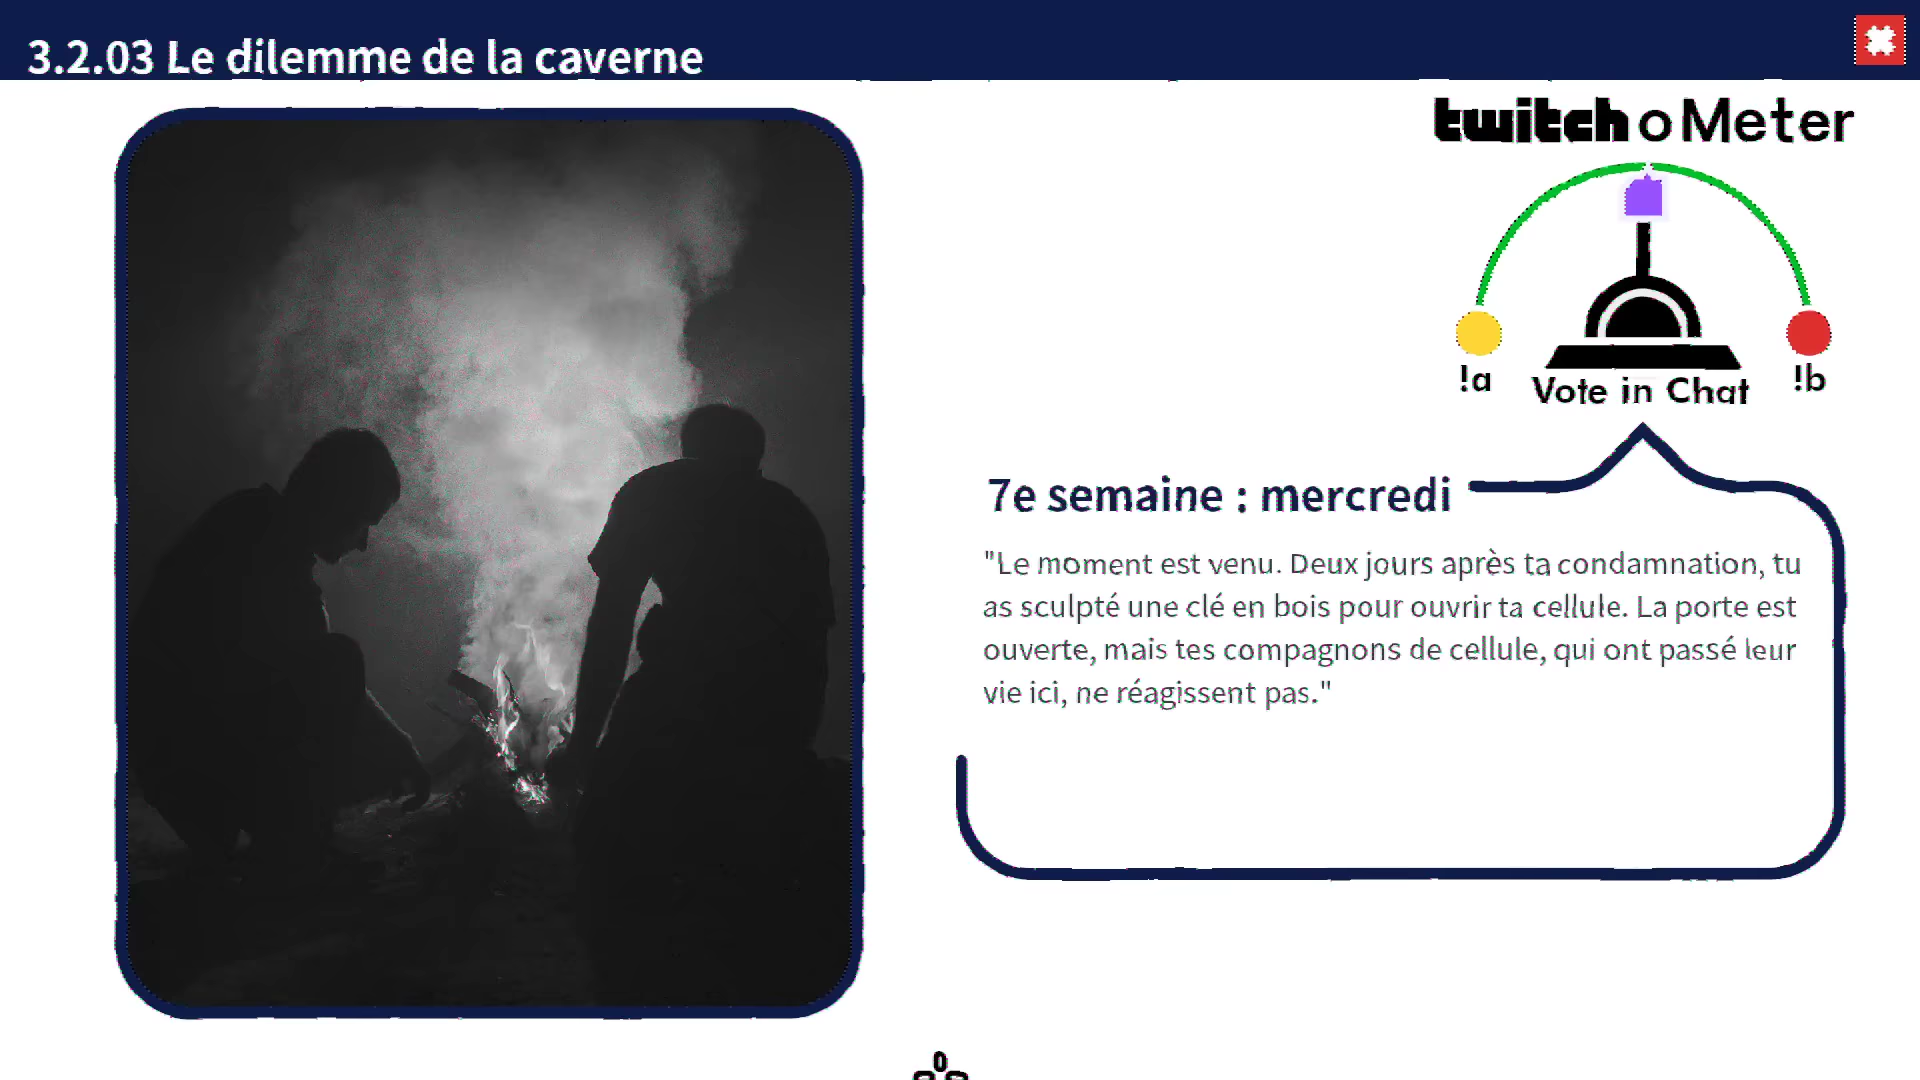 3.2.03 Le dilemme de la caverne
twitch o Meter
!a
Vote in Chat
!b
7e semaine : mercredi
"Le moment est venu. Deux jours après ta condamnation, tu
as sculpté une clé en bois pour ouvrir ta cellule. La porte est
ouverte, mais tes compagnons de cellule, qui ont passé leur
vie ici, ne réagissent pas."
0